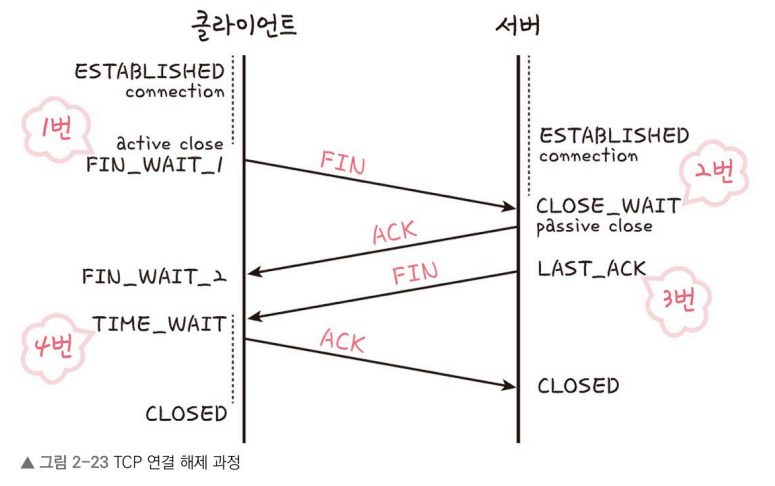 클라이언트
서버
ESTABLISHED
connection
1번
active close
FIN_WAIT_1
FIN
ESTABLISHED
connection
2번
CLOSE_WAIT
passive close
ACK
FIN_WAIT_2
FIN
LAST_ACK
3번
TIME_WAIT
4번
ACK
CLOSED
CLOSED
▲ 그림 2-23 TCP 연결 해제 과정